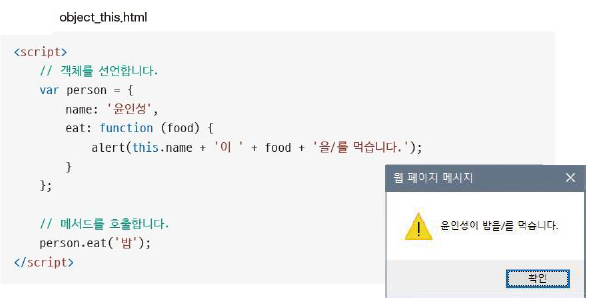 object_this.html
<script>
// 객체를 선언합니다.
var person = {
name: '윤인성',
eat: function (food) {
alert(this.name + '이 ' + food + '을/를 먹습니다.');
}
};
// 메서드를 호출합니다.
person.eat('밥');
</script>
웹 페이지 메시지
윤인성이 밥을/를 먹습니다.
확인